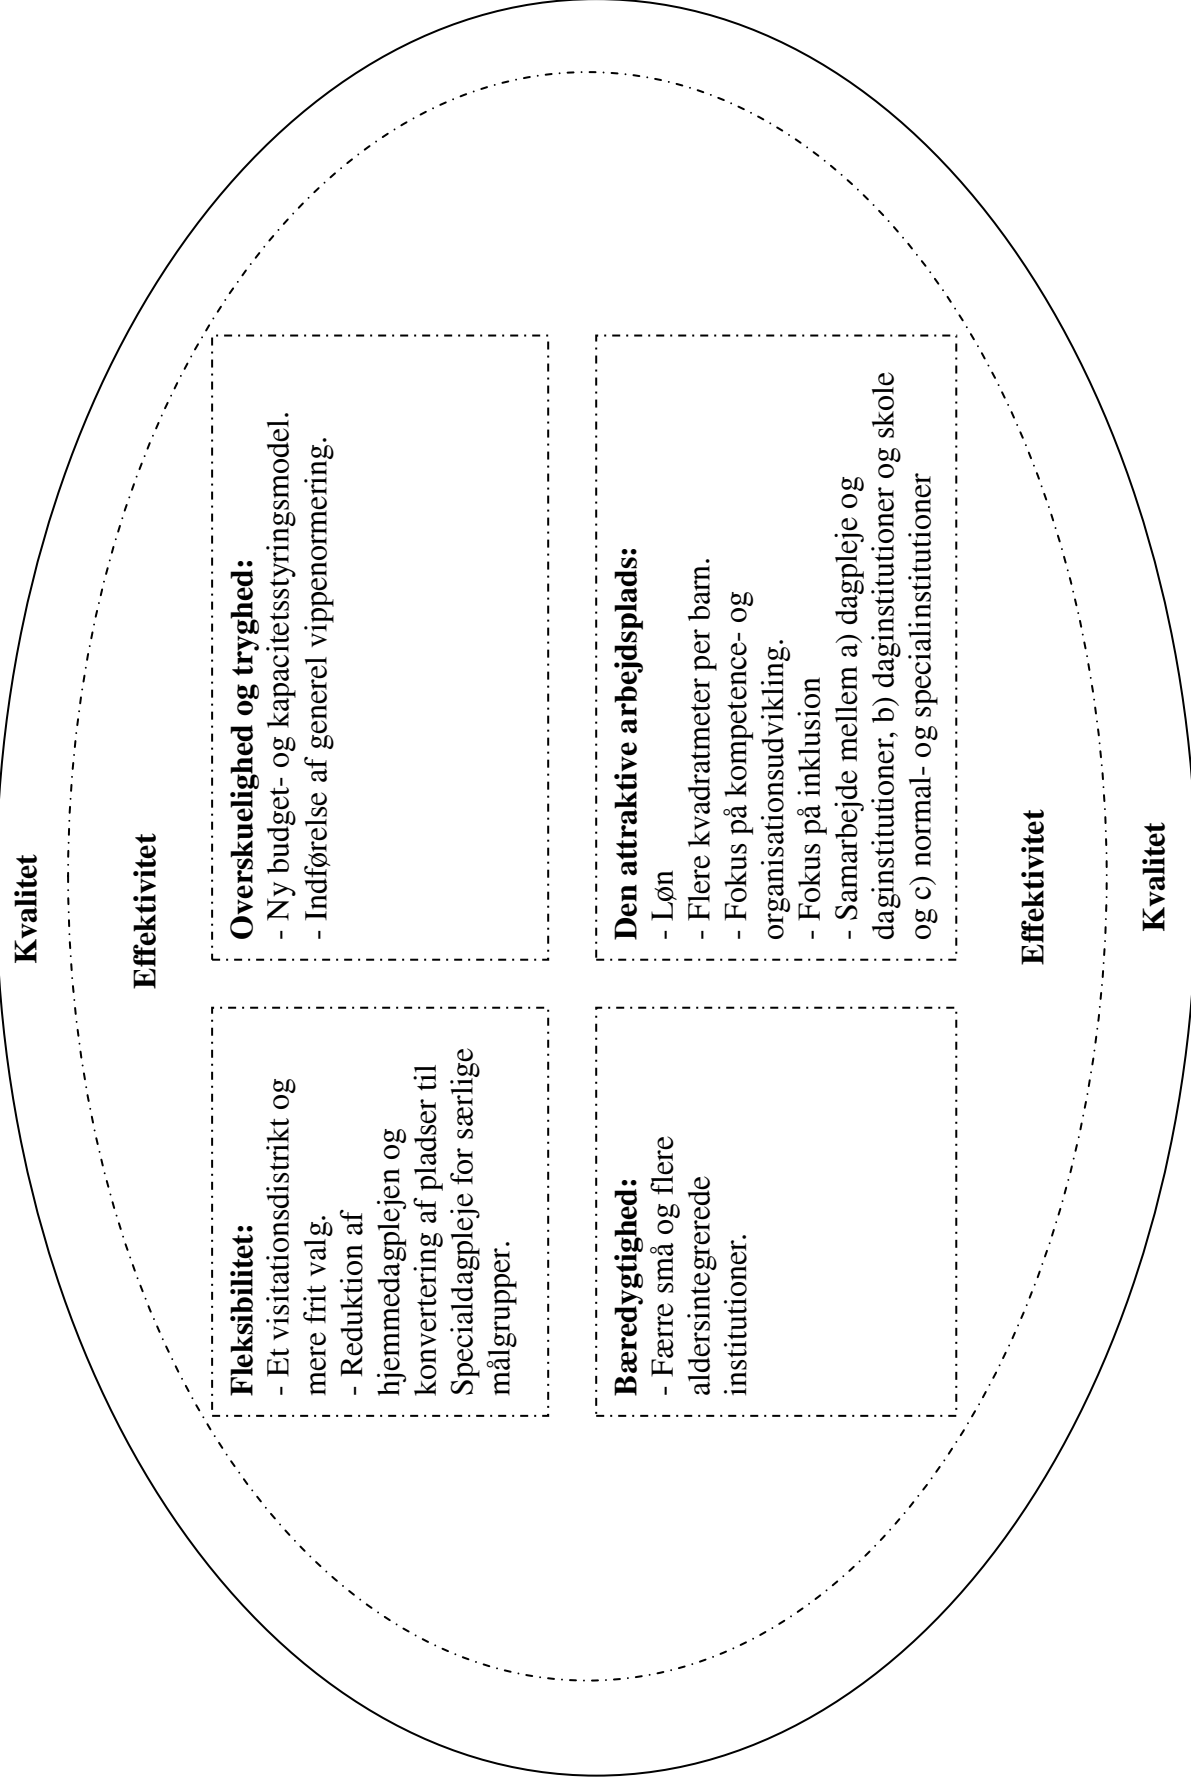 Kvalitet
Effektivitet
Fleksibilitet:
- Et visitationsdistrikt og
mere frit valg.
- Reduktion af
hjemmedagplejen og
konvertering af pladser til
Specialdagpleje for særlige
målgrupper.
Overskuelighed og tryghed:
- Ny budget- og kapacitetsstyringsmodel.
- Indførelse af generel vippenormering.
Bæredygtighed:
- Færre små og flere
aldersintegrerede
institutioner.
Den attraktive arbejdsplads:
- Løn
- Flere kvadratmeter per barn.
- Fokus på kompetence- og
organisationsudvikling.
- Fokus på inklusion
- Samarbejde mellem a) dagpleje og
daginstitutioner, b) daginstitutioner og skole
og c) normal- og specialinstitutioner
Effektivitet
Kvalitet